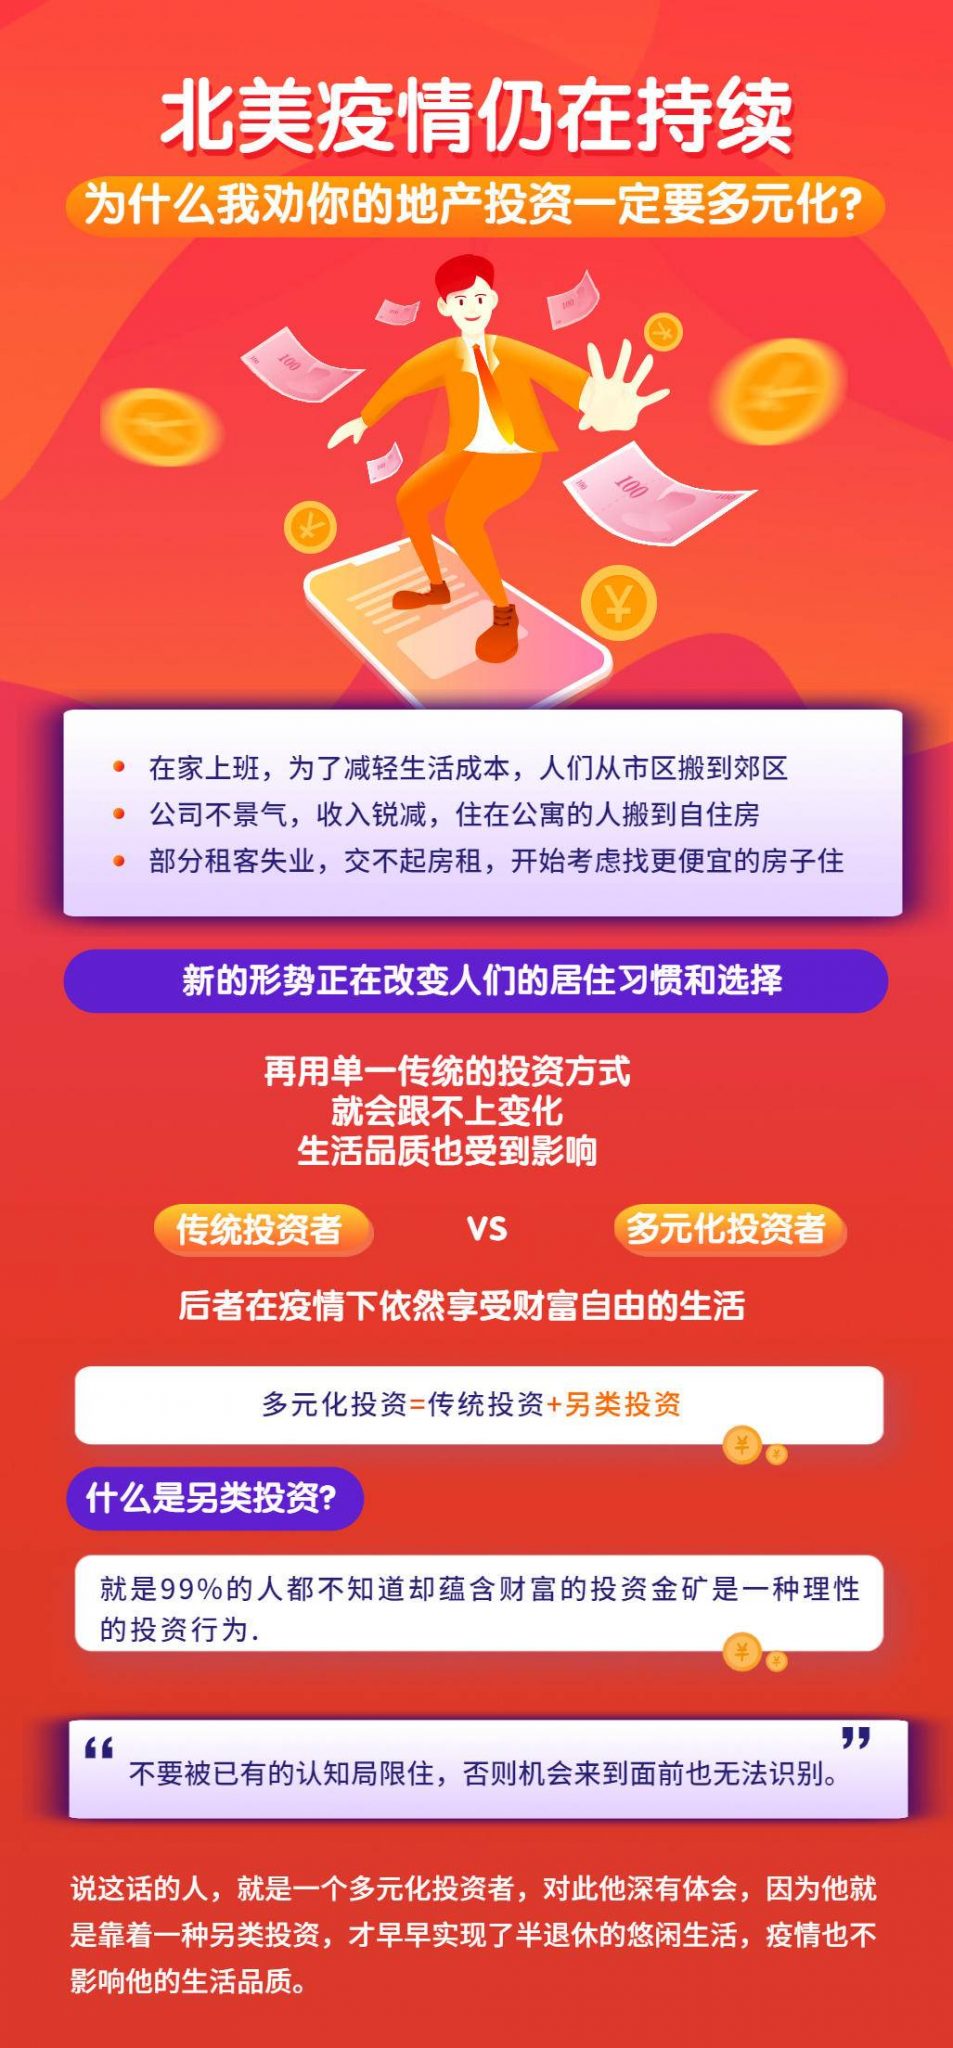 北美疫情仍在持续
为什么我劝你的地产投资一定要多元化?
100
100
100
100
100
100
¥
¥
¥
在家上班，为了减轻生活成本，人们从市区搬到郊区
公司不景气，收入锐减，住在公寓的人搬到自住房
部分租客失业，交不起房租，开始考虑找更便宜的房子住
新的形势正在改变人们的居住习惯和选择
再用单一传统的投资方式
就会跟不上变化
生活品质也受到影响
传统投资者 VS 多元化投资者
后者在疫情下依然享受财富自由的生活
多元化投资=传统投资+另类投资
¥ ¥
什么是另类投资?
就是99%的人都不知道却蕴含财富的投资金矿是一种理性
的投资行为.
¥ ¥
“ ”
不要被已有的认知局限住，否则机会来到面前也无法识别。
说这话的人，就是一个多元化投资者，对此他深有体会，因为他就
是靠着一种另类投资，才早早实现了半退休的悠闲生活，疫情也不
影响他的生活品质。